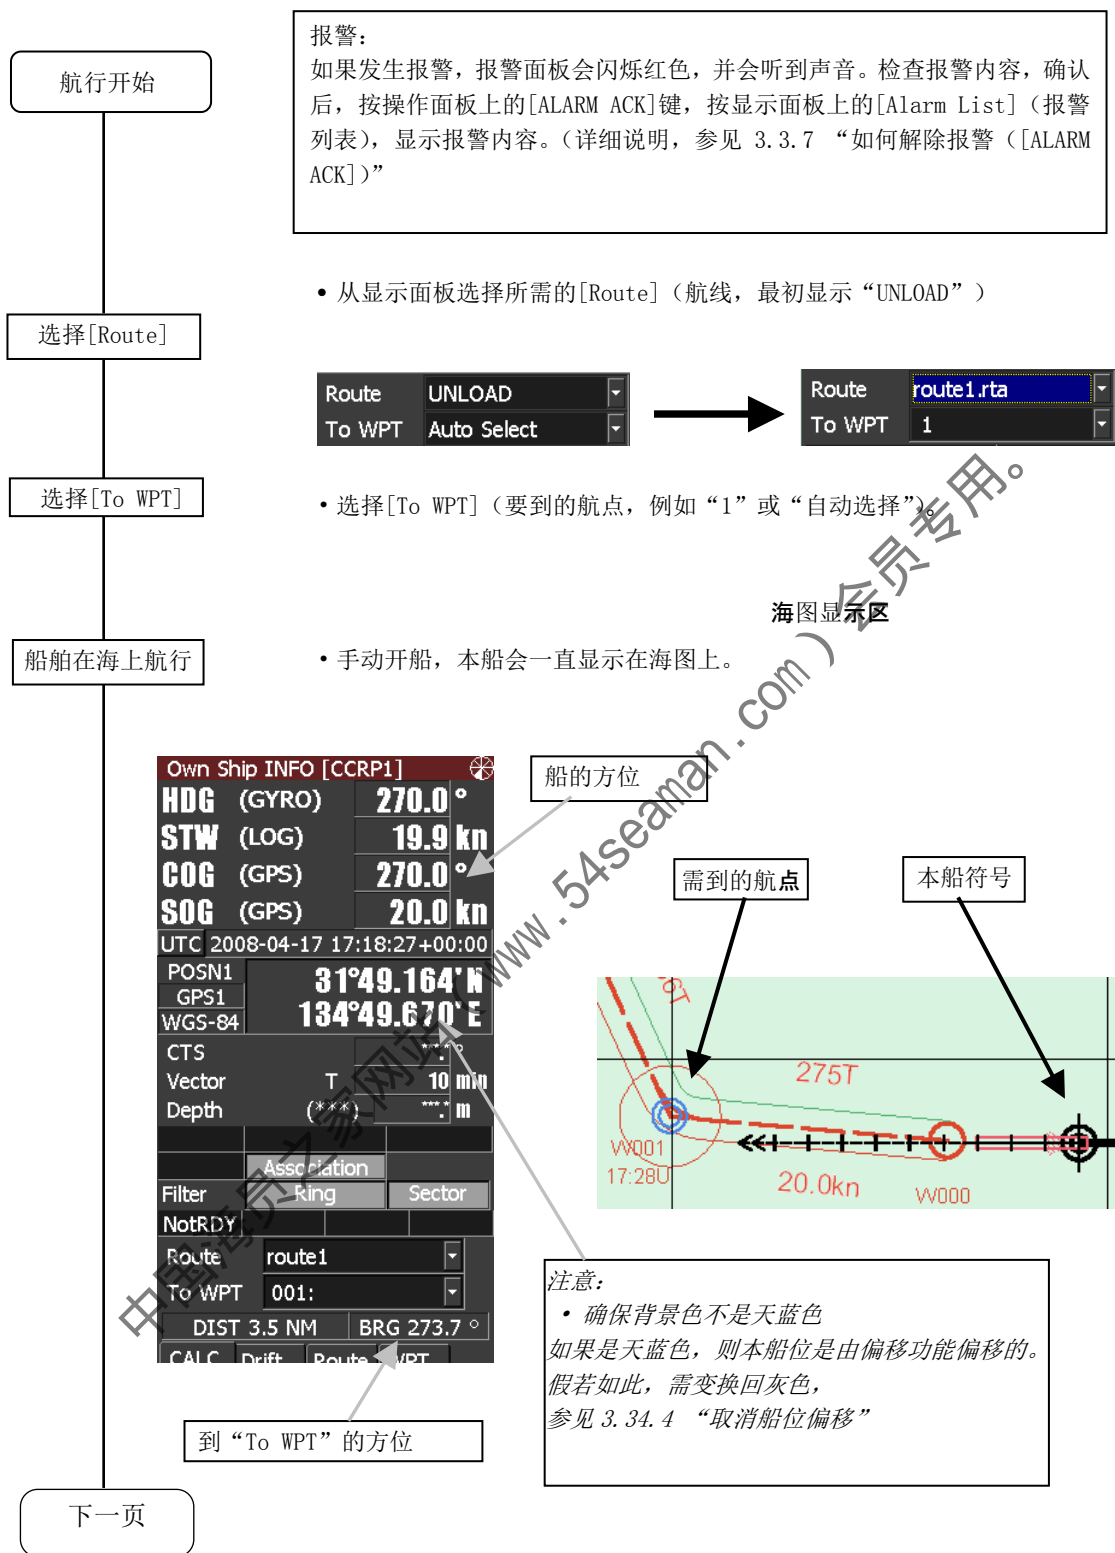 航行开始
报警：
如果发生报警，报警面板会闪烁红色，并会听到声音。检查报警内容，确认
后，按操作面板上的[ALARM ACK]键，按显示面板上的[Alarm List]（报警
列表），显示报警内容。（详细说明，参见 3.3.7 “如何解除报警（[ALARM
ACK]）”
选择[Route]
• 从显示面板选择所需的[Route]（航线，最初显示“UNLOAD”）
Route UNLOAD
To WPT Auto Select
Route route1.rta
To WPT 1
选择[To WPT]
• 选择[To WPT]（要到的航点，例如“1”或“自动选择”）。
海图显示区
船舶在海上航行
• 手动开船，本船会一直显示在海图上。
Own Ship INFO [CCRP1]
HDG (GYRO) 270.0 °
STW (LOG) 19.9 kn
COG (GPS) 270.0 °
SOG (GPS) 20.0 kn
UTC 2008-04-17 17:18:27+00:00
POSN1
GPS1
WGS-84
31°49.164' N
134°49.670' E
CTS ***.* °
Vector T 10 min
Depth (***) ***.* m
Association
Filter Ring Sector
NotRDY
Route route1
To WPT 001:
DIST 3.5 NM BRG 273.7 °
CALC Drift Route WPT
船的方位
需到的航点
本船符号
6T
275T
W001
17:28U
20.0kn
W000
注意：
• 确保背景色不是天蓝色
如果是天蓝色，则本船位是由偏移功能偏移的。
假若如此，需变换回灰色，
参见 3.34.4 “取消船位偏移”
到“To WPT”的方位
下一页
中国海员之家网站（www.54seaman.com）会员专用。